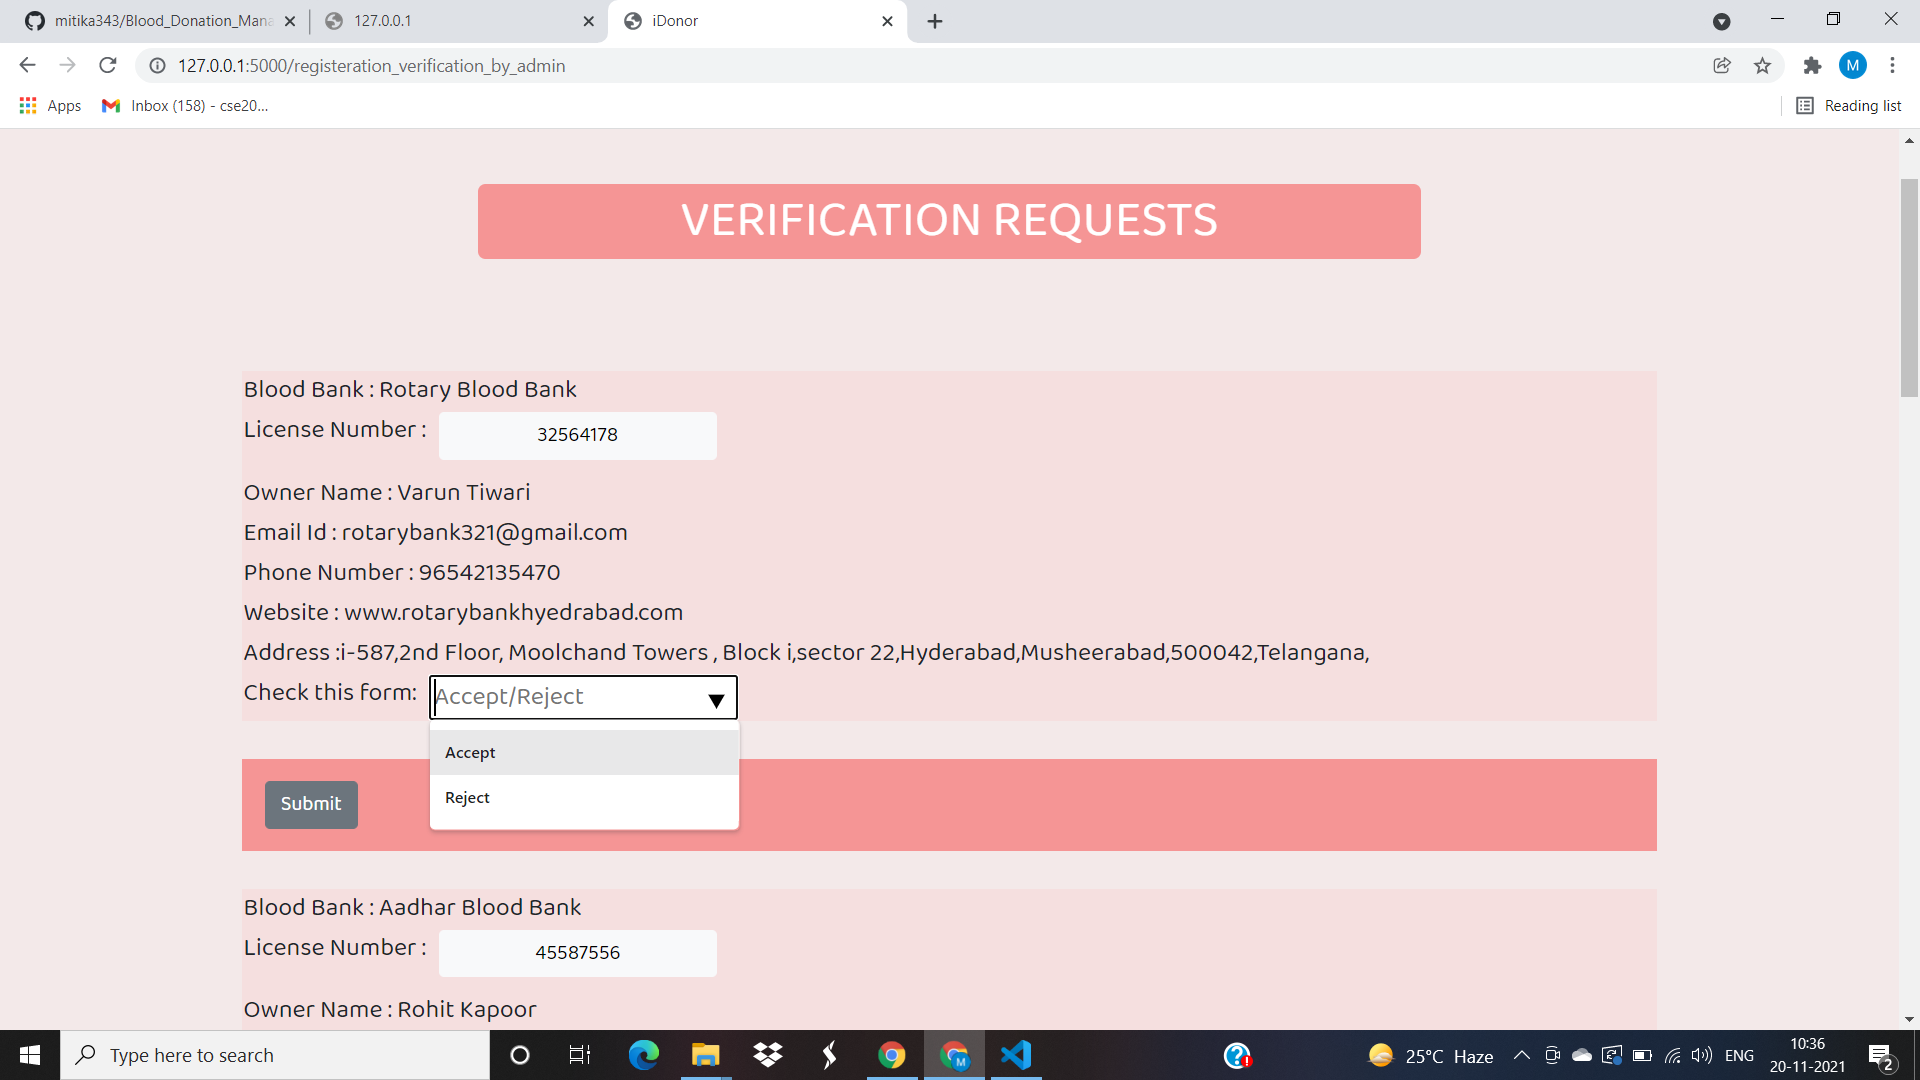 mitika343/Blood_Donation_Mana
127.0.0.1
iDonor
127.0.0.1:5000/registeration_verification_by_admin
M
Apps
Inbox (158) - cse20...
Reading list
VERIFICATION REQUESTS
Blood Bank : Rotary Blood Bank
License Number :
32564178
Owner Name : Varun Tiwari
Email Id : rotarybank321@gmail.com
Phone Number : 96542135470
Website : www.rotarybankhyedrabad.com
Address :i-587,2nd Floor, Moolchand Towers , Block i,sector 22,Hyderabad,Musheerabad,500042,Telangana,
Check this form:
Accept/Reject
Accept
Reject
Submit
Blood Bank : Aadhar Blood Bank
License Number :
45587556
Owner Name : Rohit Kapoor
Type here to search
M
25°C Haze
ENG
10:36
20-11-2021
2